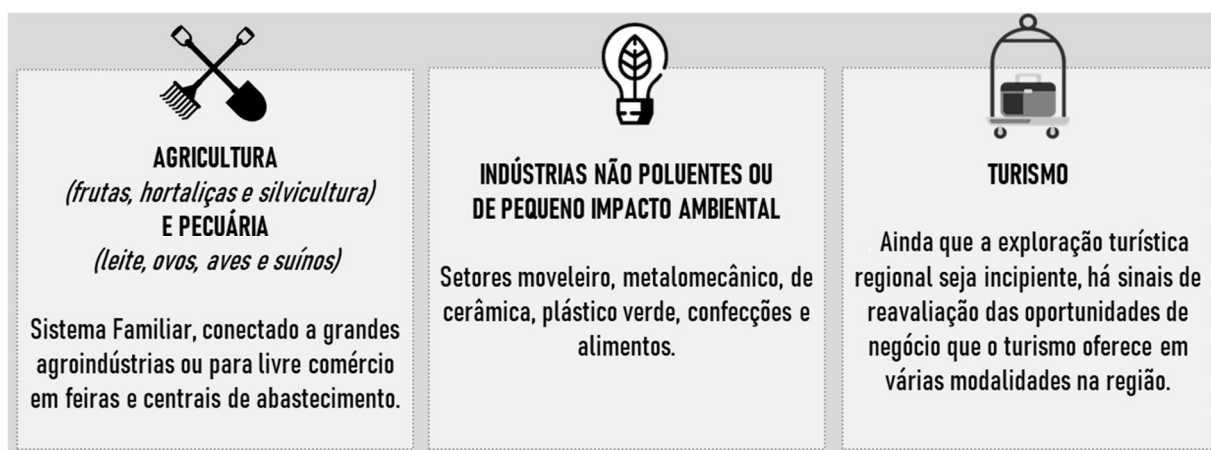 AGRICULTURA
(frutas, hortaliças e silvicultura)
E PECUÁRIA
(leite, ovos, aves e suínos)
Sistema Familiar, conectado a grandes
agroindústrias ou para livre comércio
em feiras e centrais de abastecimento.
INDÚSTRIAS NÃO POLUENTES OU
DE PEQUENO IMPACTO AMBIENTAL
Setores moveleiro, metalomecânico, de
cerâmica, plástico verde, confecções e
alimentos.
TURISMO
Ainda que a exploração turística
regional seja incipiente, há sinais de
reavaliação das oportunidades de
negócio que o turismo oferece em
várias modalidades na região.